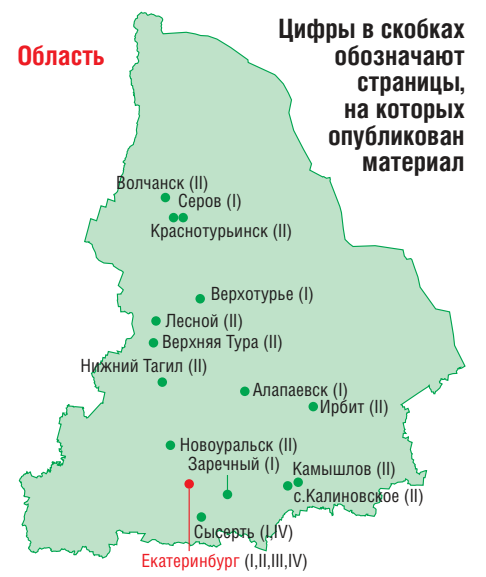 Область
Цифры в скобках
обозначают
страницы,
на которых
опубликован
материал
Волчанск (II)
Серов (I)
Краснотурьинск (II)
Верхотурье (I)
Лесной (II)
Верхняя Тура (II)
Нижний Тагил (II)
Алапаевск (I)
Ирбит (II)
Новоуральск (II)
Заречный (I)
Камышлов (II)
с.Калиновское (II)
Сысерть (I,IV)
Екатеринбург (I,II,III,IV)